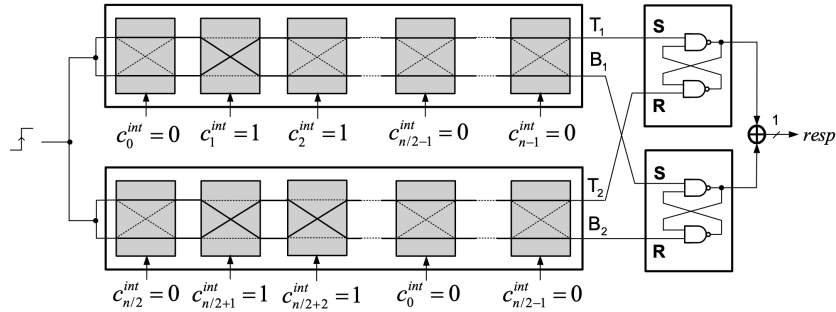 T₁
S
B₁
R
c₀ⁱⁿᵗ = 0
c₁ⁱⁿᵗ = 1
c₂ⁱⁿᵗ = 1
cₙ/₂₋₁ⁱⁿᵗ = 0
cₙ₋₁ⁱⁿᵗ = 0
1
resp
T₂
S
B₂
R
cₙ/₂ⁱⁿᵗ = 0
cₙ/₂₊₁ⁱⁿᵗ = 1
cₙ/₂₊₂ⁱⁿᵗ = 1
c₀ⁱⁿᵗ = 0
cₙ/₂₋₁ⁱⁿᵗ = 0